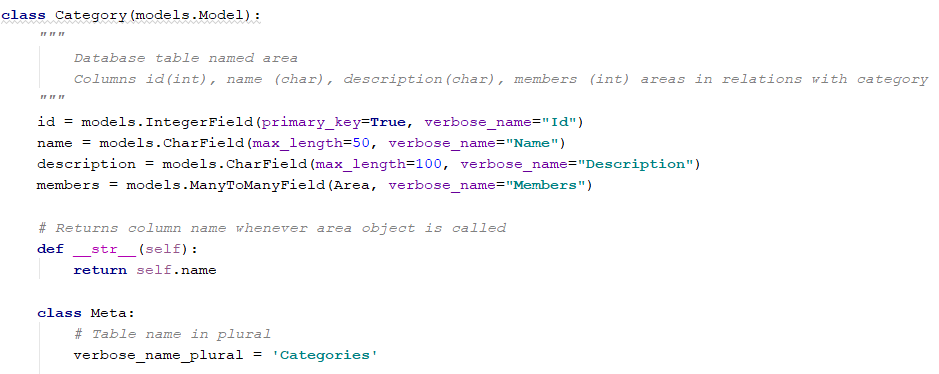 class Category(models.Model):
"""
Database table named area
Columns id(int), name (char), description(char), members (int) areas in relations with category
"""
id = models.IntegerField(primary_key=True, verbose_name="Id")
name = models.CharField(max_length=50, verbose_name="Name")
description = models.CharField(max_length=100, verbose_name="Description")
members = models.ManyToManyField(Area, verbose_name="Members")
# Returns column name whenever area object is called
def __str__(self):
return self.name
class Meta:
# Table name in plural
verbose_name_plural = 'Categories'